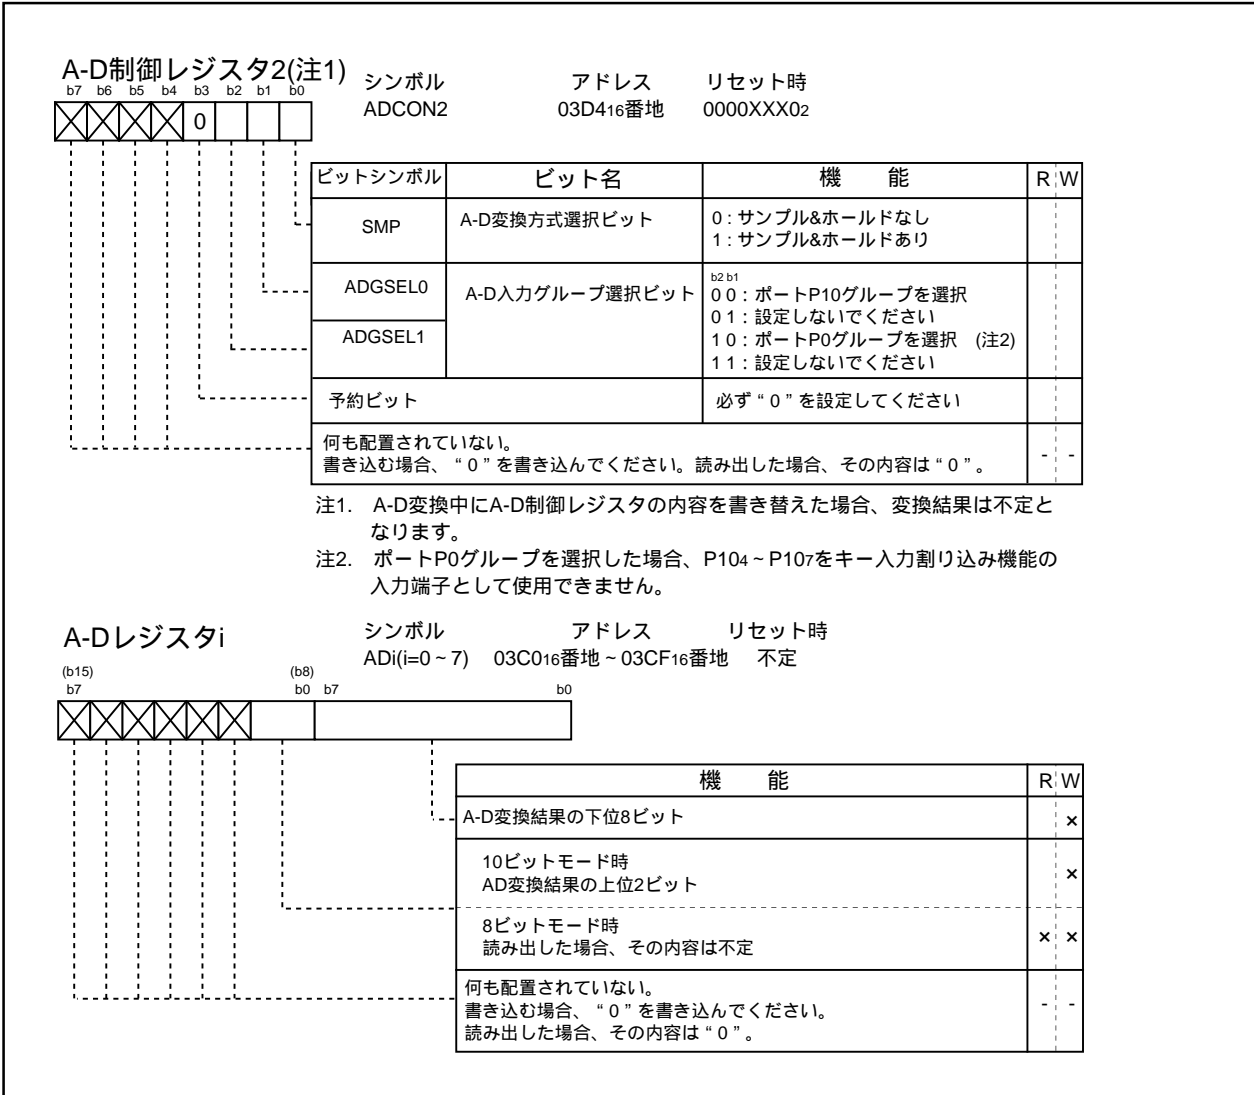 A-D制御レジスタ2(注1)
シンボル アドレス リセット時
ADCON2 03D416番地 0000XXX02
b7 b6 b5 b4 b3 b2 b1 b0
0
ビットシンボル ビット名 機 能 R W
SMP A-D変換方式選択ビット 0 : サンプル&ホールドなし
1 : サンプル&ホールドあり
ADGSEL0 A-D入力グループ選択ビット b2 b1
0 0 : ポートP10グループを選択
0 1 : 設定しないでください
ADGSEL1 1 0 : ポートP0グループを選択 (注2)
1 1 : 設定しないでください
予約ビット 必ず“ 0 ”を設定してください
何も配置されていない。
書き込む場合、“ 0 ”を書き込んでください。読み出した場合、その内容は“ 0 ”。 - -
注1. A-D変換中にA-D制御レジスタの内容を書き替えた場合、変換結果は不定と
なります。
注2. ポートP0グループを選択した場合、P104 ~ P107をキー入力割り込み機能の
入力端子として使用できません。
A-Dレジスタi
シンボル アドレス リセット時
ADi(i=0 ~ 7) 03C016番地 ~ 03CF16番地 不定
(b15) (b8)
b7 b0 b7 b0
機 能 R W
A-D変換結果の下位8ビット ×
10ビットモード時
AD変換結果の上位2ビット ×
8ビットモード時
読み出した場合、その内容は不定 × ×
何も配置されていない。
書き込む場合、“ 0 ”を書き込んでください。 - -
読み出した場合、その内容は“ 0 ”。